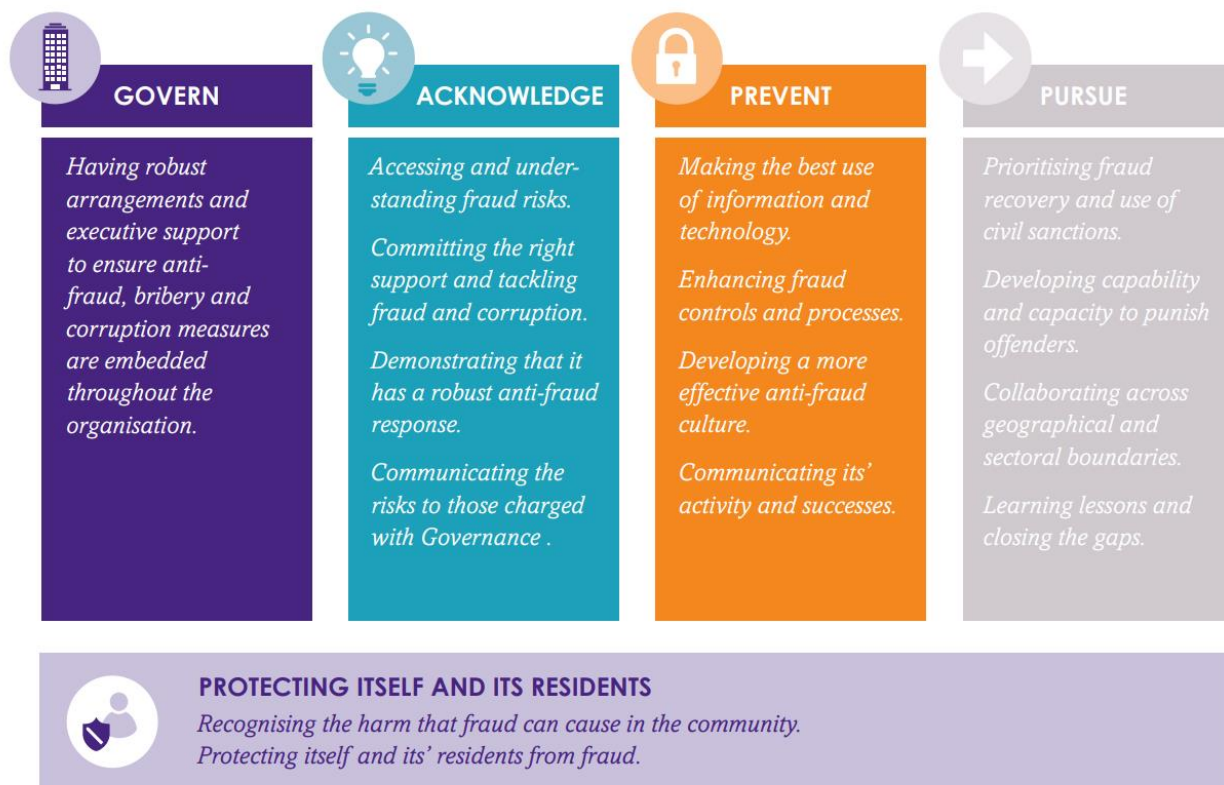 GOVERN
Having robust
arrangements and
executive support
to ensure anti-
fraud, bribery and
corruption measures
are embedded
throughout the
organisation.
ACKNOWLEDGE
Accessing and under-
standing fraud risks.
Committing the right
support and tackling
fraud and corruption.
Demonstrating that it
has a robust anti-fraud
response.
Communicating the
risks to those charged
with Governance .
PREVENT
Making the best use
of information and
technology.
Enhancing fraud
controls and processes.
Developing a more
effective anti-fraud
culture.
Communicating its’
activity and successes.
PURSUE
Prioritising fraud
recovery and use of
civil sanctions.
Developing capability
and capacity to punish
offenders.
Collaborating across
geographical and
sectoral boundaries.
Learning lessons and
closing the gaps.
PROTECTING ITSELF AND ITS RESIDENTS
Recognising the harm that fraud can cause in the community.
Protecting itself and its’ residents from fraud.